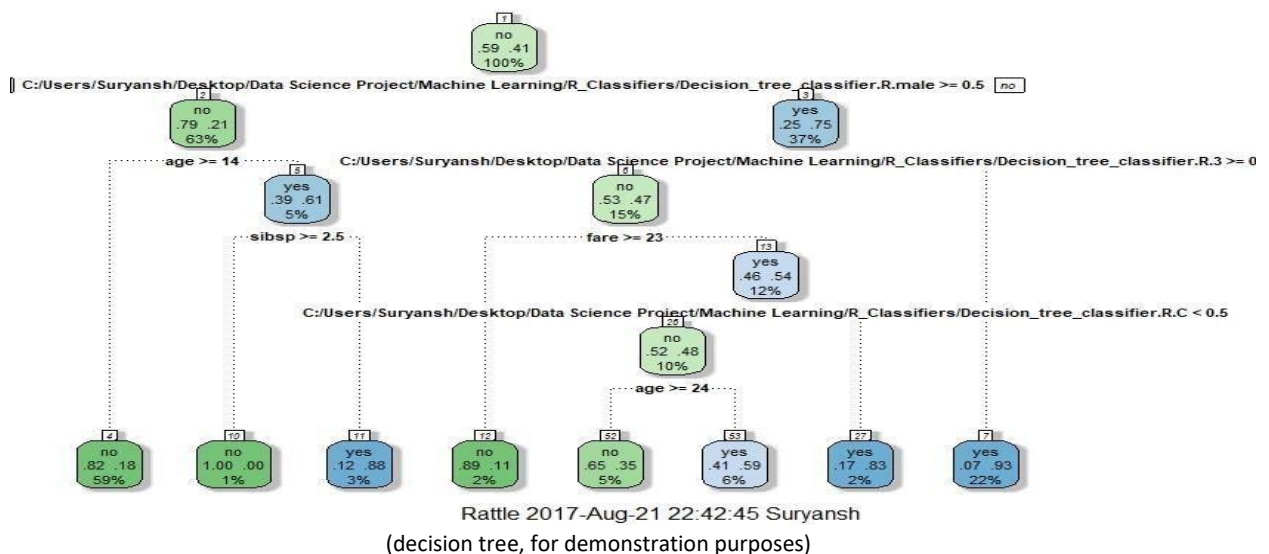 1
no
.59 .41
100%
C:/Users/Suryansh/Desktop/Data Science Project/Machine Learning/R_Classifiers/Decision_tree_classifier.R.male >= 0.5 no
2
no
.79 .21
63%
3
yes
.25 .75
37%
age >= 14
C:/Users/Suryansh/Desktop/Data Science Project/Machine Learning/R_Classifiers/Decision_tree_classifier.R.3 >= 0
5
yes
.39 .61
5%
6
no
.53 .47
15%
sibsp >= 2.5
fare >= 23
13
yes
.46 .54
12%
C:/Users/Suryansh/Desktop/Data Science Project/Machine Learning/R_Classifiers/Decision_tree_classifier.R.C < 0.5
26
no
.52 .48
10%
age >= 24
4
no
.82 .18
59%
10
no
1.00 .00
1%
11
yes
.12 .88
3%
12
no
.89 .11
2%
52
no
.65 .35
5%
53
yes
.41 .59
6%
27
yes
.17 .83
2%
7
yes
.07 .93
22%
Rattle 2017-Aug-21 22:42:45 Suryansh
(decision tree, for demonstration purposes)